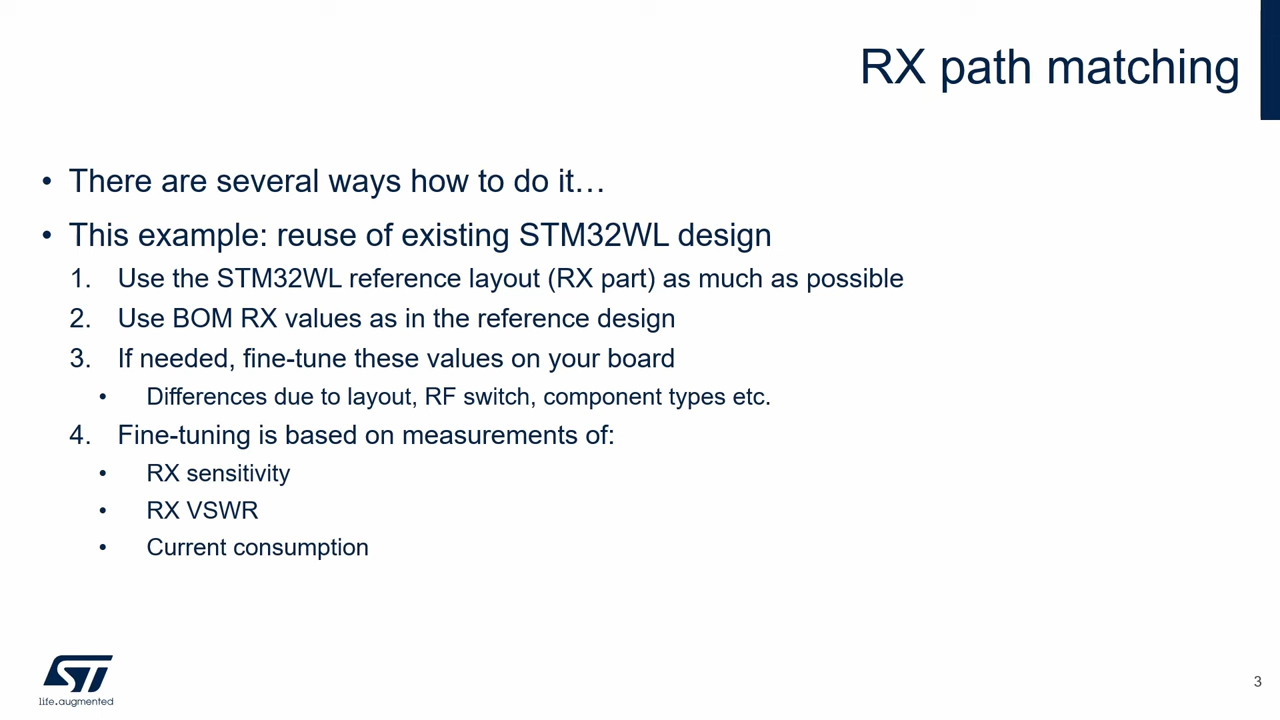 RX path matching
• There are several ways how to do it…
• This example: reuse of existing STM32WL design
1. Use the STM32WL reference layout (RX part) as much as possible
2. Use BOM RX values as in the reference design
3. If needed, fine-tune these values on your board
• Differences due to layout, RF switch, component types etc.
4. Fine-tuning is based on measurements of:
• RX sensitivity
• RX VSWR
• Current consumption
ST
life.augmented
3